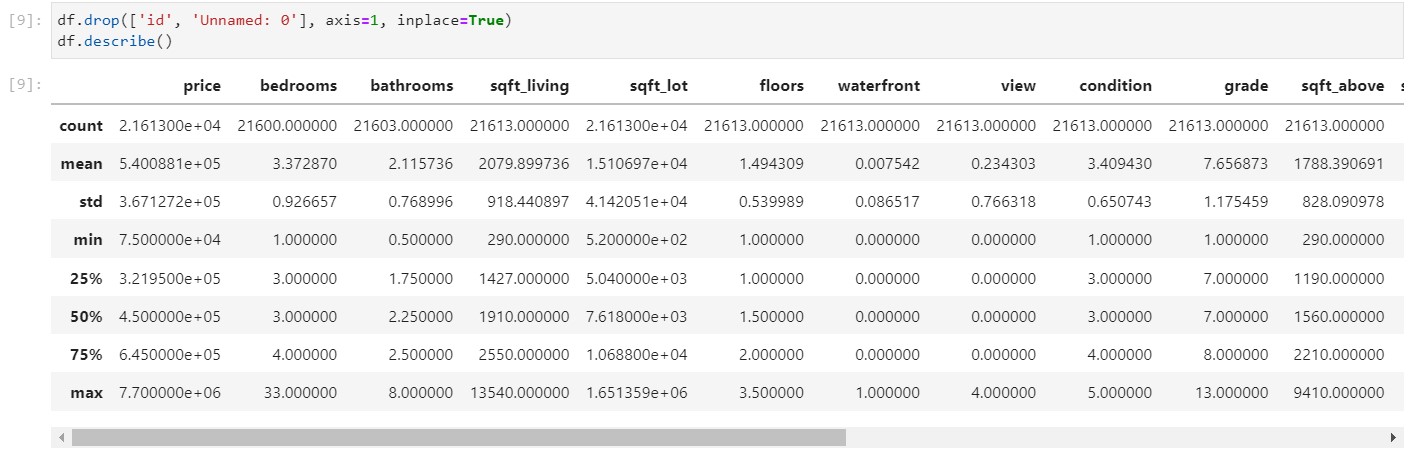 [9]: df.drop(['id', 'Unnamed: 0'], axis=1, inplace=True)
df.describe()
[9]: price bedrooms bathrooms sqft_living sqft_lot floors waterfront view condition grade sqft_above s
count 2.161300e+04 21600.000000 21603.000000 21613.000000 2.161300e+04 21613.000000 21613.000000 21613.000000 21613.000000 21613.000000 21613.000000
mean 5.400881e+05 3.372870 2.115736 2079.899736 1.510697e+04 1.494309 0.007542 0.234303 3.409430 7.656873 1788.390691
std 3.671272e+05 0.926657 0.768996 918.440897 4.142051e+04 0.539989 0.086517 0.766318 0.650743 1.175459 828.090978
min 7.500000e+04 1.000000 0.500000 290.000000 5.200000e+02 1.000000 0.000000 0.000000 1.000000 1.000000 290.000000
25% 3.219500e+05 3.000000 1.750000 1427.000000 5.040000e+03 1.000000 0.000000 0.000000 3.000000 7.000000 1190.000000
50% 4.500000e+05 3.000000 2.250000 1910.000000 7.618000e+03 1.500000 0.000000 0.000000 3.000000 7.000000 1560.000000
75% 6.450000e+05 4.000000 2.500000 2550.000000 1.068800e+04 2.000000 0.000000 0.000000 4.000000 8.000000 2210.000000
max 7.700000e+06 33.000000 8.000000 13540.000000 1.651359e+06 3.500000 1.000000 4.000000 5.000000 13.000000 9410.000000